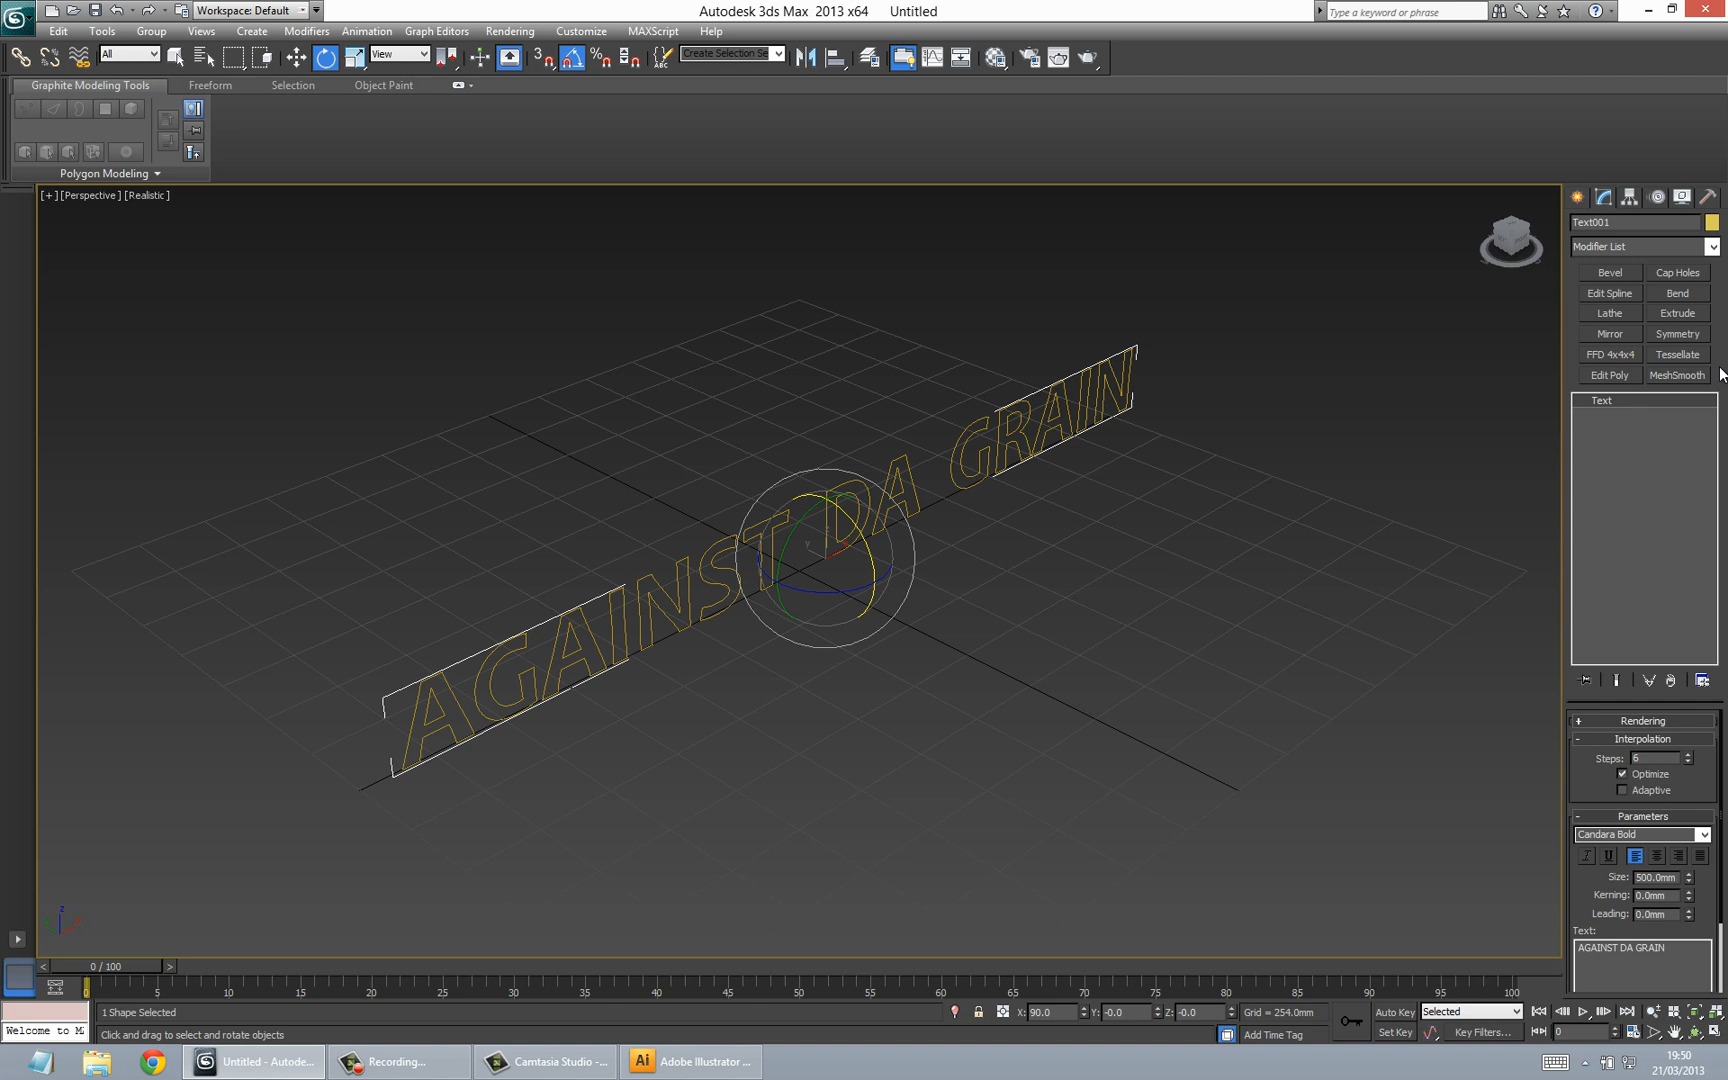 Workspace: Default
Autodesk 3ds Max 2013 x64 Untitled
Type a keyword or phrase
Edit Tools Group Views Create Modifiers Animation Graph Editors Rendering Customize MAXScript Help
All View Create Selection Se
Graphite Modeling Tools Freeform Selection Object Paint
Polygon Modeling
[+][Perspective][Realistic]
Text001
Modifier List
Bevel Cap Holes
Edit Spline Bend
Lathe Extrude
Mirror Symmetry
FFD 4x4x4 Tessellate
Edit Poly MeshSmooth
Text
AGAINST DA GRAIN
+ Rendering
- Interpolation
Steps: 6
Optimize
Adaptive
- Parameters
Candara Bold
Size: 500.0mm
Kerning: 0.0mm
Leading: 0.0mm
Text:
AGAINST DA GRAIN
< 0 / 100 >
0 5 10 15 20 25 30 35 40 45 50 55 60 65 70 75 80 85 90 95 100
1 Shape Selected X: 90.0 Y: -0.0 Z: -0.0 Grid = 254.0mm Auto Key Selected
Welcome to M
Click and drag to select and rotate objects Add Time Tag Set Key Key Filters... 0
Untitled - Autode... Recording... Camtasia Studio -... Ai Adobe Illustrator ...
19:50
21/03/2013